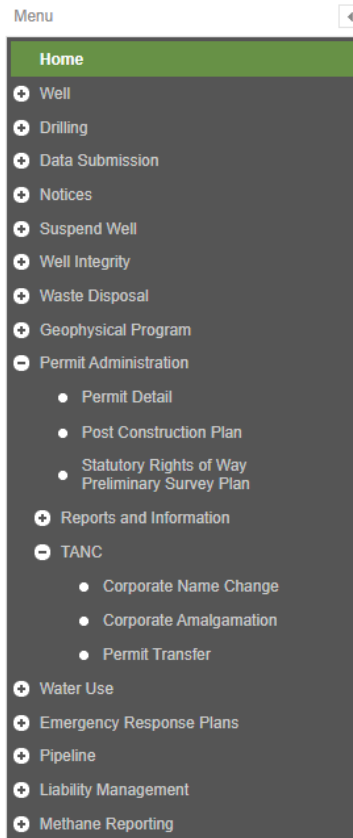 Menu
Home
Well
Drilling
Data Submission
Notices
Suspend Well
Well Integrity
Waste Disposal
Geophysical Program
Permit Administration
Permit Detail
Post Construction Plan
Statutory Rights of Way
Preliminary Survey Plan
Reports and Information
TANC
Corporate Name Change
Corporate Amalgamation
Permit Transfer
Water Use
Emergency Response Plans
Pipeline
Liability Management
Methane Reporting